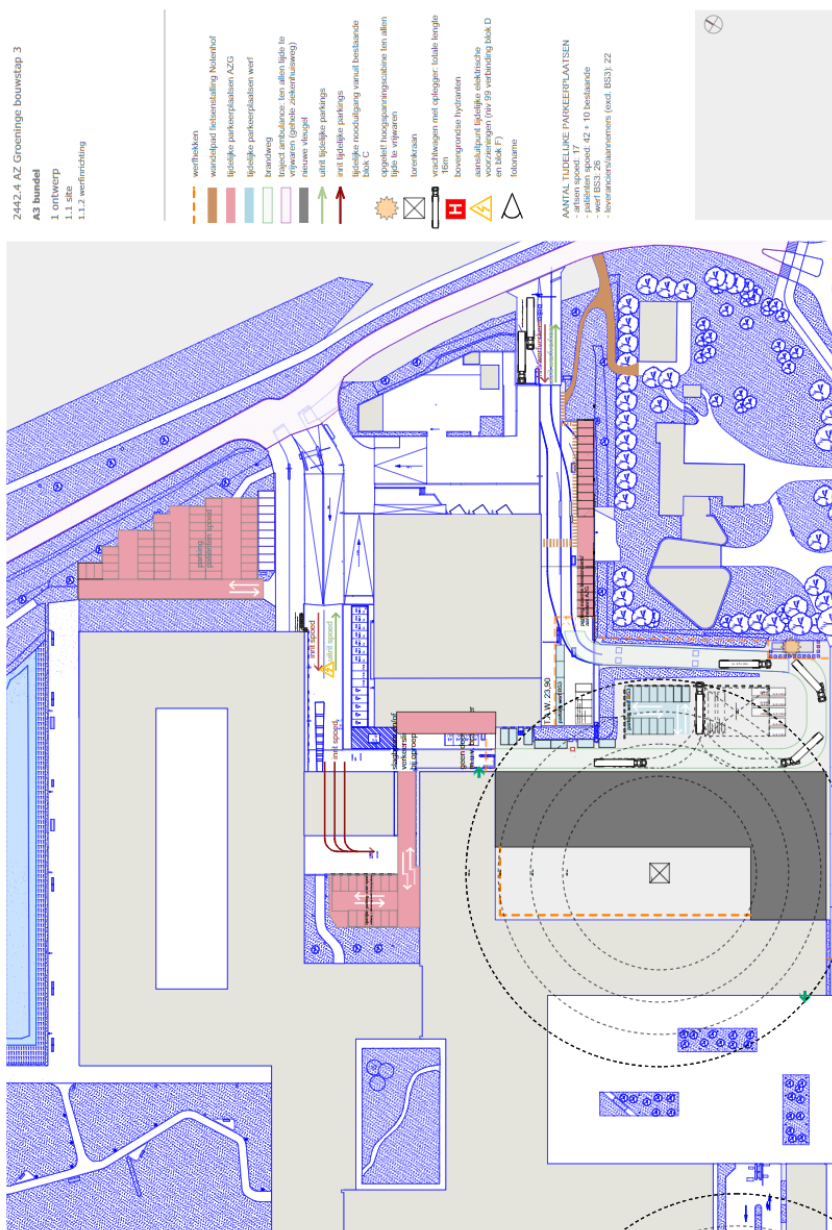 2442.4 AZ Groeninge bouwstap 3
A3 bundel
1 ontwerp
1.1 site
1.1.2 werfinrichting
werfhekken
wandelpad fietsenstalling Nolenhof
tijdelijke parkeerplaatsen AZG
tijdelijke parkeerplaatsen werf
brandweg
traject ambulance: ten allen tijde te
vrijwaren (gehele ziekenhuisweg)
nieuwe vleugel
uitrit tijdelijke parkings
inrit tijdelijke parkings
tijdelijke nooduitgang vanuit bestaande
blok C
opgelet! hoogspanningscabine ten allen
tijde te vrijwaren
torenkraan
vrachtwagen met oplegger: totale lengte
16m
H
bovengrondse hydranten
aansluitpunt tijdelijke elektrische
voorzieningen (niv 99 verbinding blok D
en blok F)
fotoname
AANTAL TIJDELIJKE PARKEERPLAATSEN
- artsen spoed: 17
- patiënten spoed: 42 + 10 bestaande
- werf BS3: 26
- leveranciers/aannemers (excl. BS3): 22
parking
patiënten spoed
inrit spoed
uitrit spoed
inrit spoed
T.A.W. 23,90